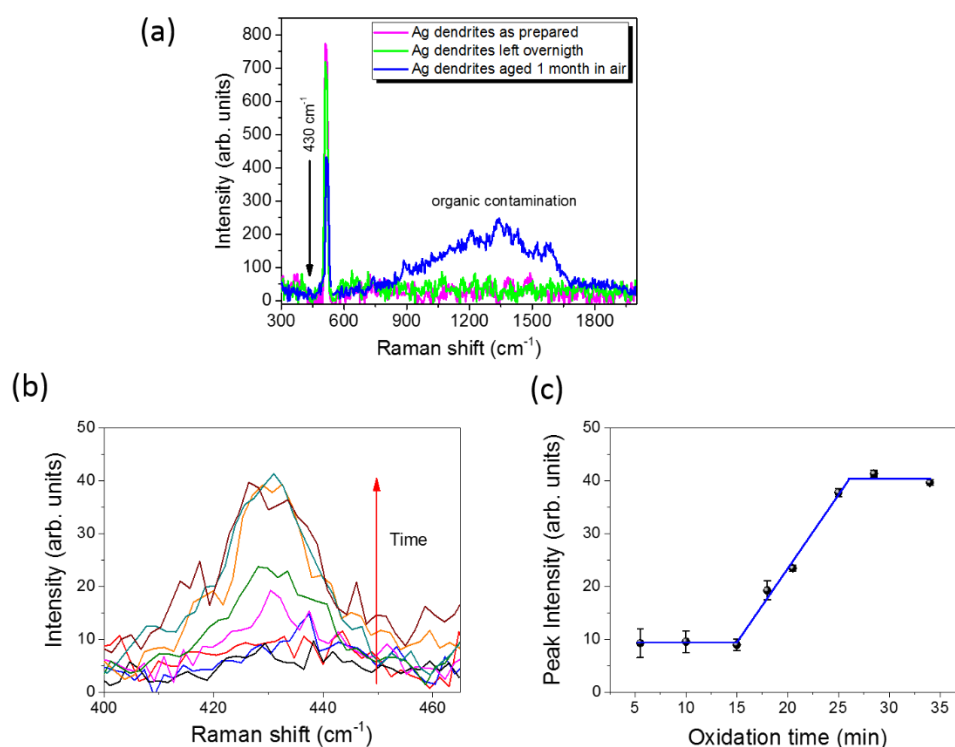 (a)
Ag dendrites as prepared
Ag dendrites left overnigth
Ag dendrites aged 1 month in air
430 cm⁻¹
organic contamination
Intensity (arb. units)
800
700
600
500
400
300
200
100
0
300 600 900 1200 1500 1800
Raman shift (cm⁻¹)
(b)
Intensity (arb. units)
50
40
30
20
10
0
Time
400 420 440 460
Raman shift (cm⁻¹)
(c)
Peak Intensity (arb. units)
50
40
30
20
10
0
5 10 15 20 25 30 35
Oxidation time (min)